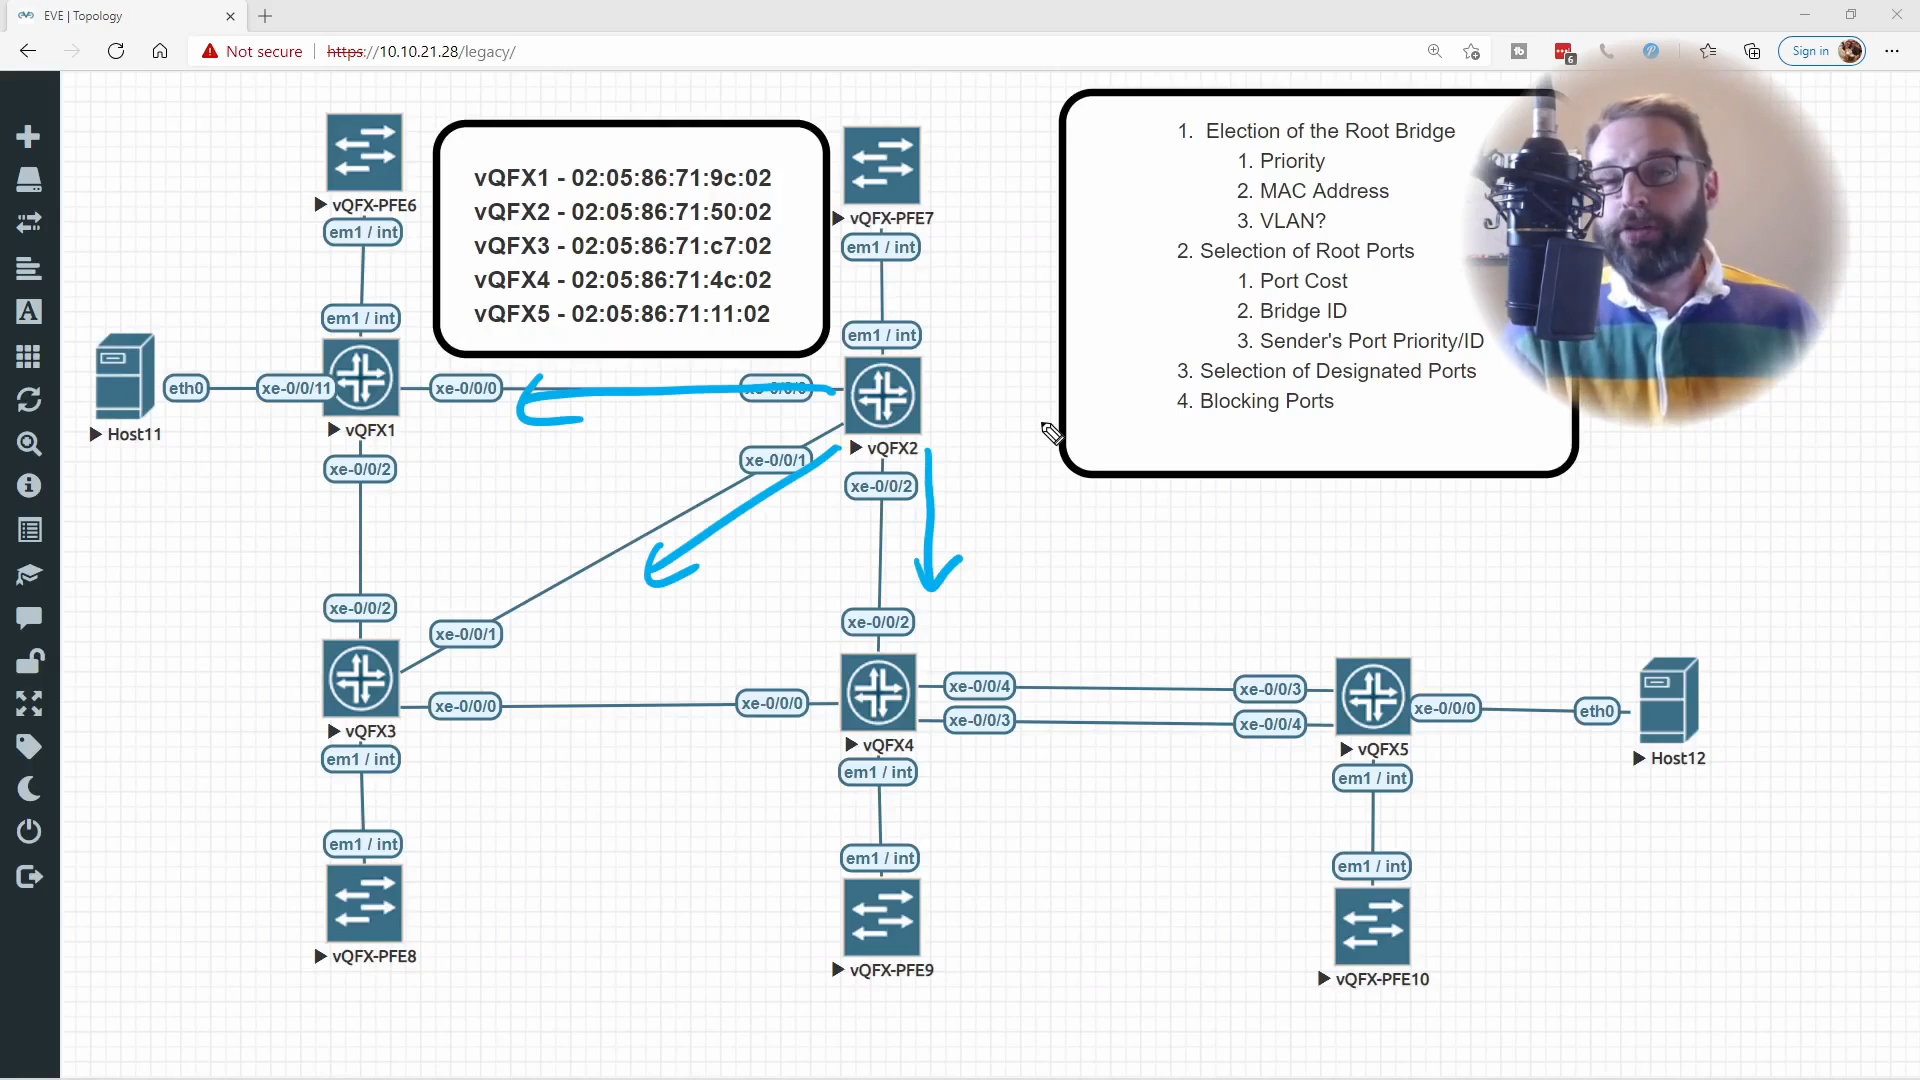 EVE | Topology
Not secure
https://10.10.21.28/legacy/
6
Sign in
vQFX-PFE6
em1 / int
em1 / int
vQFX1 - 02:05:86:71:9c:02
vQFX2 - 02:05:86:71:50:02
vQFX3 - 02:05:86:71:c7:02
vQFX4 - 02:05:86:71:4c:02
vQFX5 - 02:05:86:71:11:02
vQFX-PFE7
em1 / int
em1 / int
1. Election of the Root Bridge
1. Priority
2. MAC Address
3. VLAN?
2. Selection of Root Ports
1. Port Cost
2. Bridge ID
3. Sender's Port Priority/ID
3. Selection of Designated Ports
4. Blocking Ports
Host11
eth0
xe-0/0/11
vQFX1
xe-0/0/0
xe-0/0/2
vQFX2
xe-0/0/1
xe-0/0/2
xe-0/0/2
xe-0/0/1
xe-0/0/0
vQFX3
em1 / int
xe-0/0/2
xe-0/0/0
vQFX4
em1 / int
xe-0/0/4
xe-0/0/3
xe-0/0/3
xe-0/0/4
vQFX5
em1 / int
xe-0/0/0
eth0
Host12
em1 / int
vQFX-PFE8
em1 / int
vQFX-PFE9
em1 / int
vQFX-PFE10